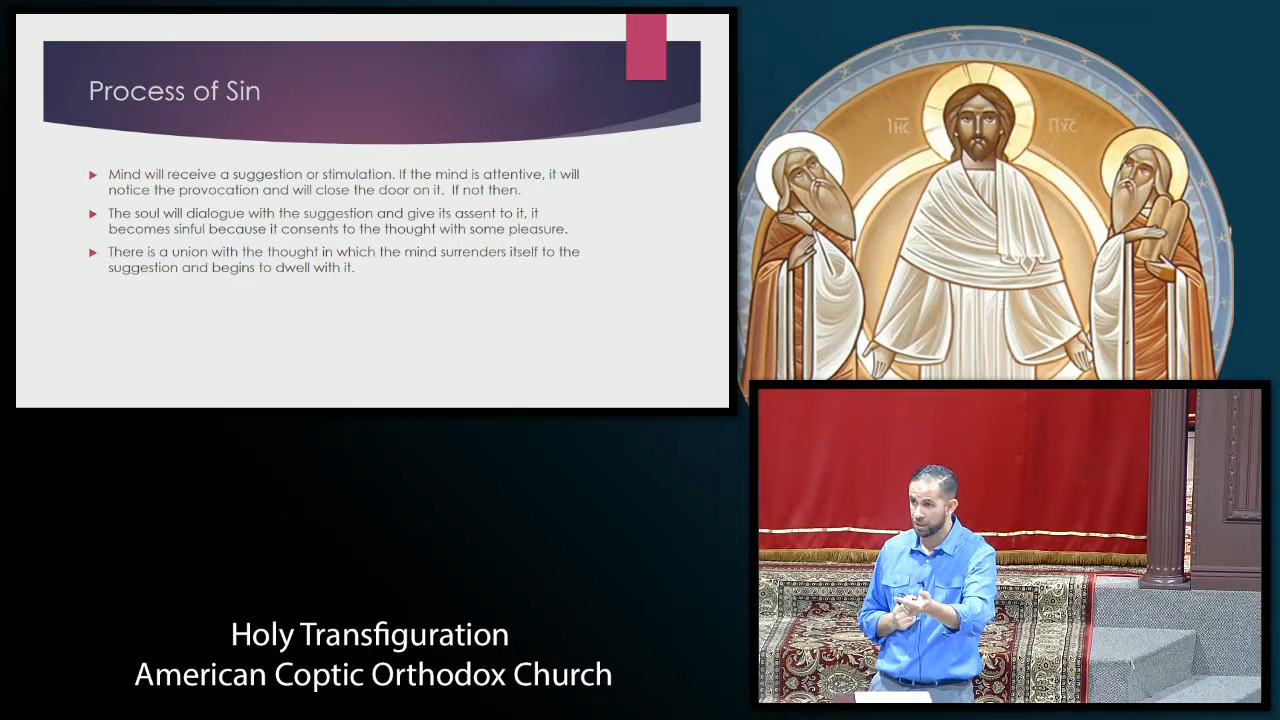 Process of Sin
Mind will receive a suggestion or stimulation. If the mind is attentive, it will
notice the provocation and will close the door on it.  If not then.
The soul will dialogue with the suggestion and give its assent to it, it
becomes sinful because it consents to the thought with some pleasure.
There is a union with the thought in which the mind surrenders itself to the
suggestion and begins to dwell with it.
Holy Transfiguration
American Coptic Orthodox Church